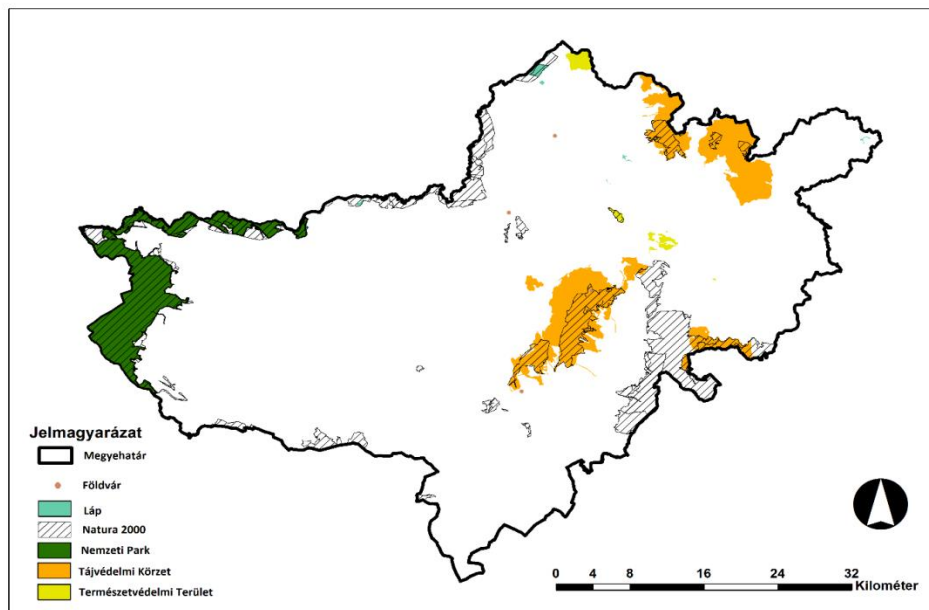 Jelmagyarázat
Megyehatár
Földvár
Láp
Natura 2000
Nemzeti Park
Tájvédelmi Körzet
Természetvédelmi Terület
0 4 8 16 24 32
Kilométer